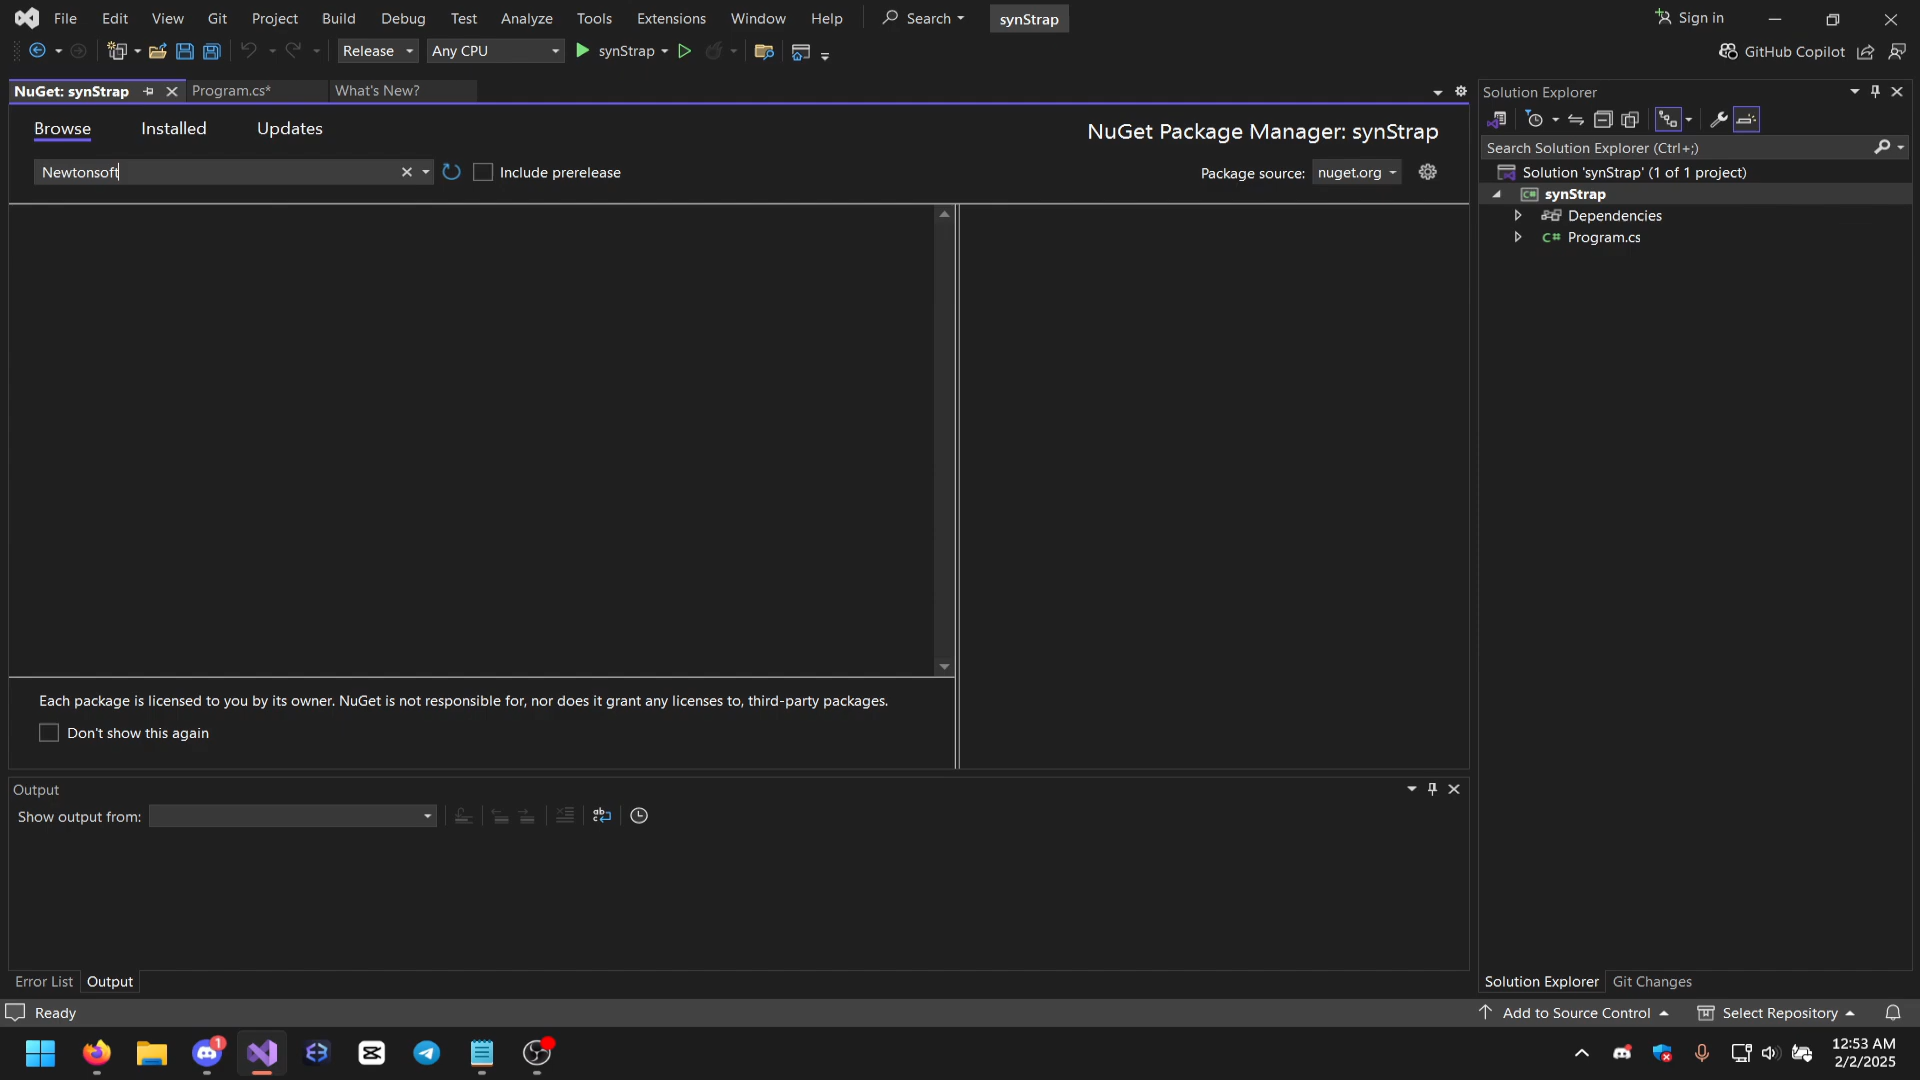 File Edit View Git Project Build Debug Test Analyze Tools Extensions Window Help Search synStrap Sign in
Release Any CPU synStrap GitHub Copilot
NuGet: synStrap Program.cs* What's New?
Browse Installed Updates
NuGet Package Manager: synStrap
Newtonsoft Include prerelease Package source: nuget.org
Each package is licensed to you by its owner. NuGet is not responsible for, nor does it grant any licenses to, third-party packages.
Don't show this again
Output
Show output from:
Error List Output
Solution Explorer
Search Solution Explorer (Ctrl+;)
Solution 'synStrap' (1 of 1 project)
C# synStrap
Dependencies
C# Program.cs
Solution Explorer Git Changes
Ready Add to Source Control Select Repository
1
12:53 AM
2/2/2025